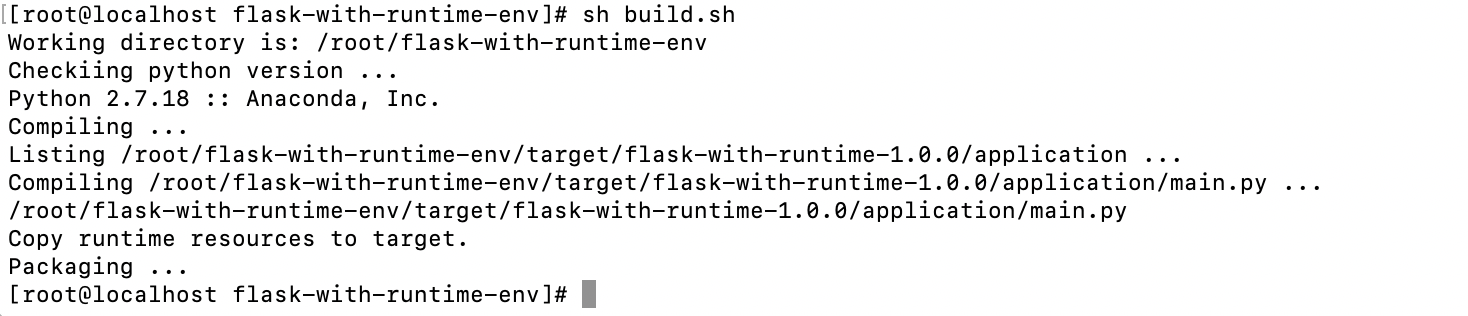 [[root@localhost flask-with-runtime-env]# sh build.sh
Working directory is: /root/flask-with-runtime-env
Checkiing python version ...
Python 2.7.18 :: Anaconda, Inc.
Compiling ...
Listing /root/flask-with-runtime-env/target/flask-with-runtime-1.0.0/application ...
Compiling /root/flask-with-runtime-env/target/flask-with-runtime-1.0.0/application/main.py ...
/root/flask-with-runtime-env/target/flask-with-runtime-1.0.0/application/main.py
Copy runtime resources to target.
Packaging ...
[root@localhost flask-with-runtime-env]#